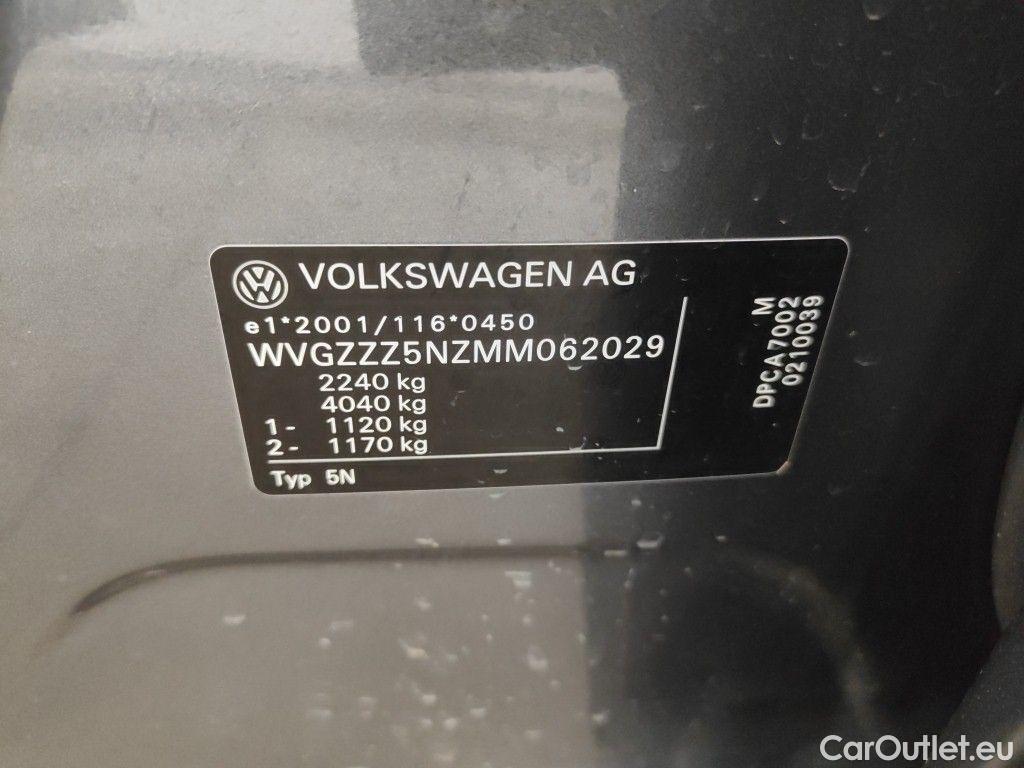 VOLKSWAGEN AG
e1*2001/116*0450
WVGZZZ5NZMM062029
2240 kg
4040 kg
1- 1120 kg
2- 1170 kg
Typ 5N
M
DPCA7002
0210039
CarOutlet.eu